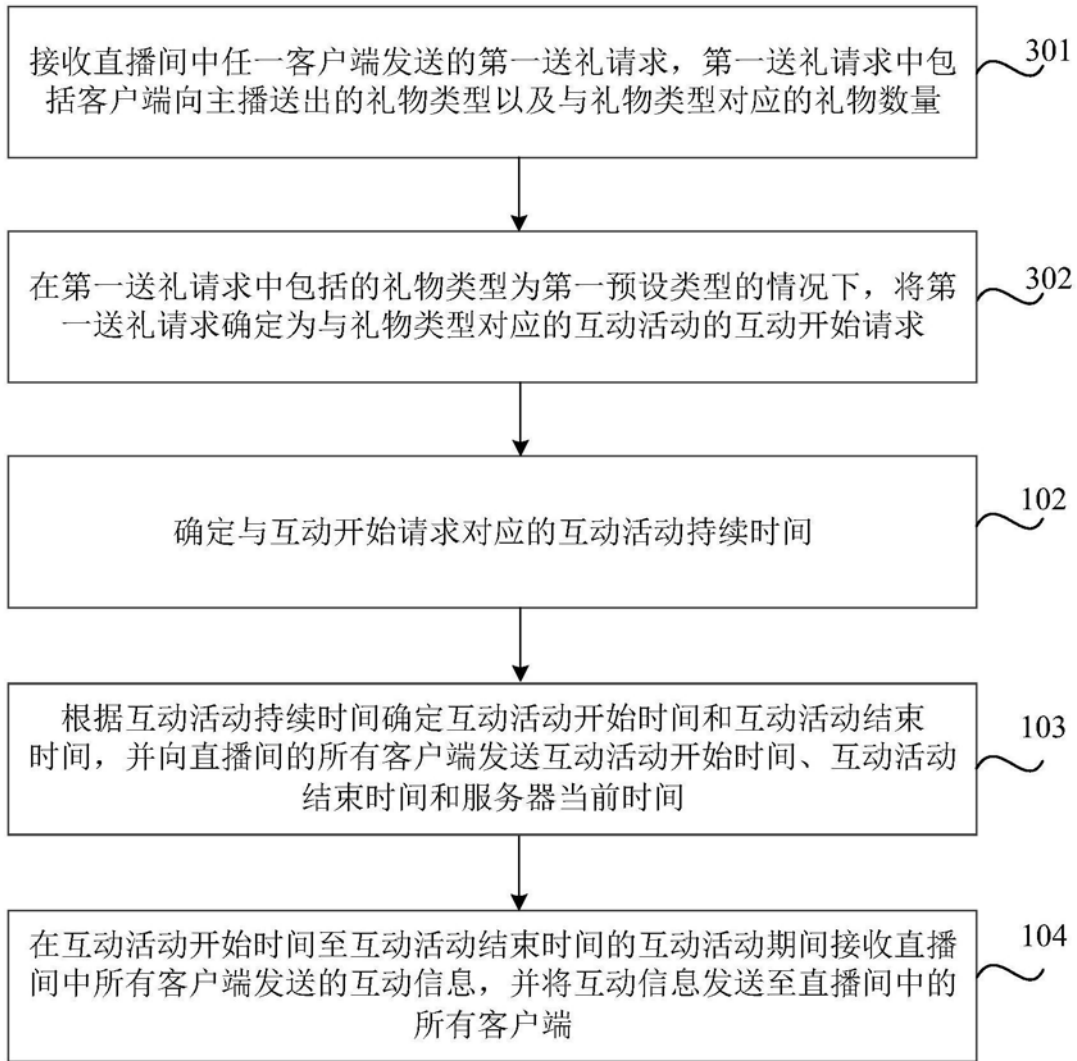 接收直播间中任一客户端发送的第一送礼请求，第一送礼请求中包
括客户端向主播送出的礼物类型以及与礼物类型对应的礼物数量
301
在第一送礼请求中包括的礼物类型为第一预设类型的情况下，将第
一送礼请求确定为与礼物类型对应的互动活动的互动开始请求
302
确定与互动开始请求对应的互动活动持续时间
102
根据互动活动持续时间确定互动活动开始时间和互动活动结束
时间，并向直播间的所有客户端发送互动活动开始时间、互动活动
结束时间和服务器当前时间
103
在互动活动开始时间至互动活动结束时间的互动活动期间接收直播
间中所有客户端发送的互动信息，并将互动信息发送至直播间中的
所有客户端
104